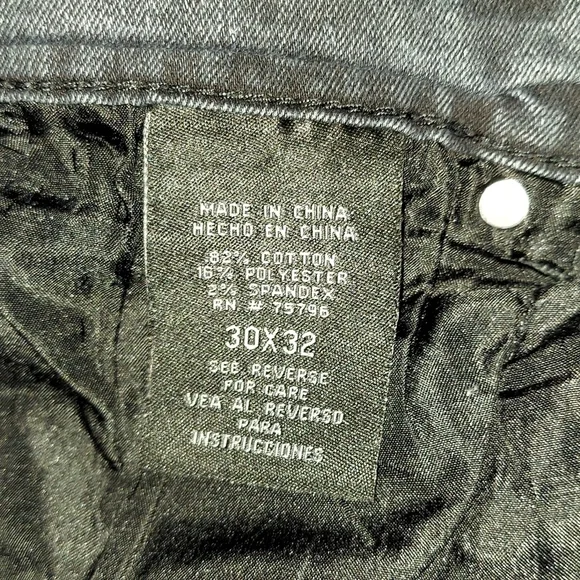 MADE IN CHINA
HECHO EN CHINA
82% COTTON
16% POLYESTER
2% SPANDEX
RN # 75796
30X32
SEE REVERSE
FOR CARE
VEA AL REVERSO
PARA
INSTRUCCIONES